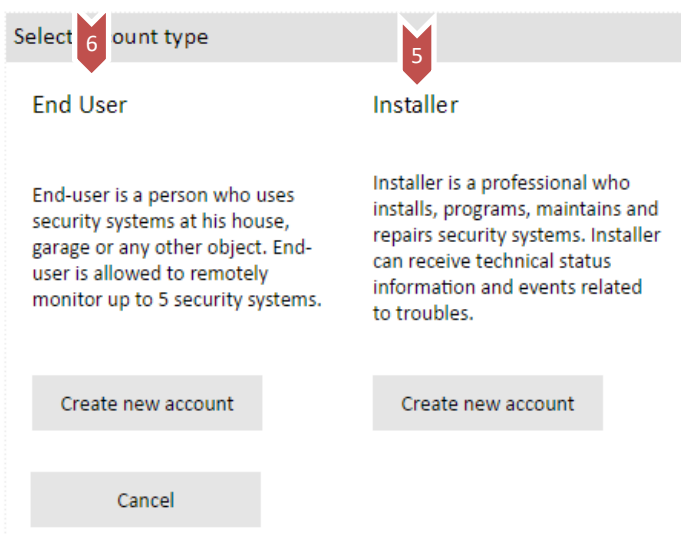 Select ount type
6
5
End User
Installer
End-user is a person who uses
security systems at his house,
garage or any other object. End-
user is allowed to remotely
monitor up to 5 security systems.
Installer is a professional who
installs, programs, maintains and
repairs security systems. Installer
can receive technical status
information and events related
to troubles.
Create new account
Create new account
Cancel